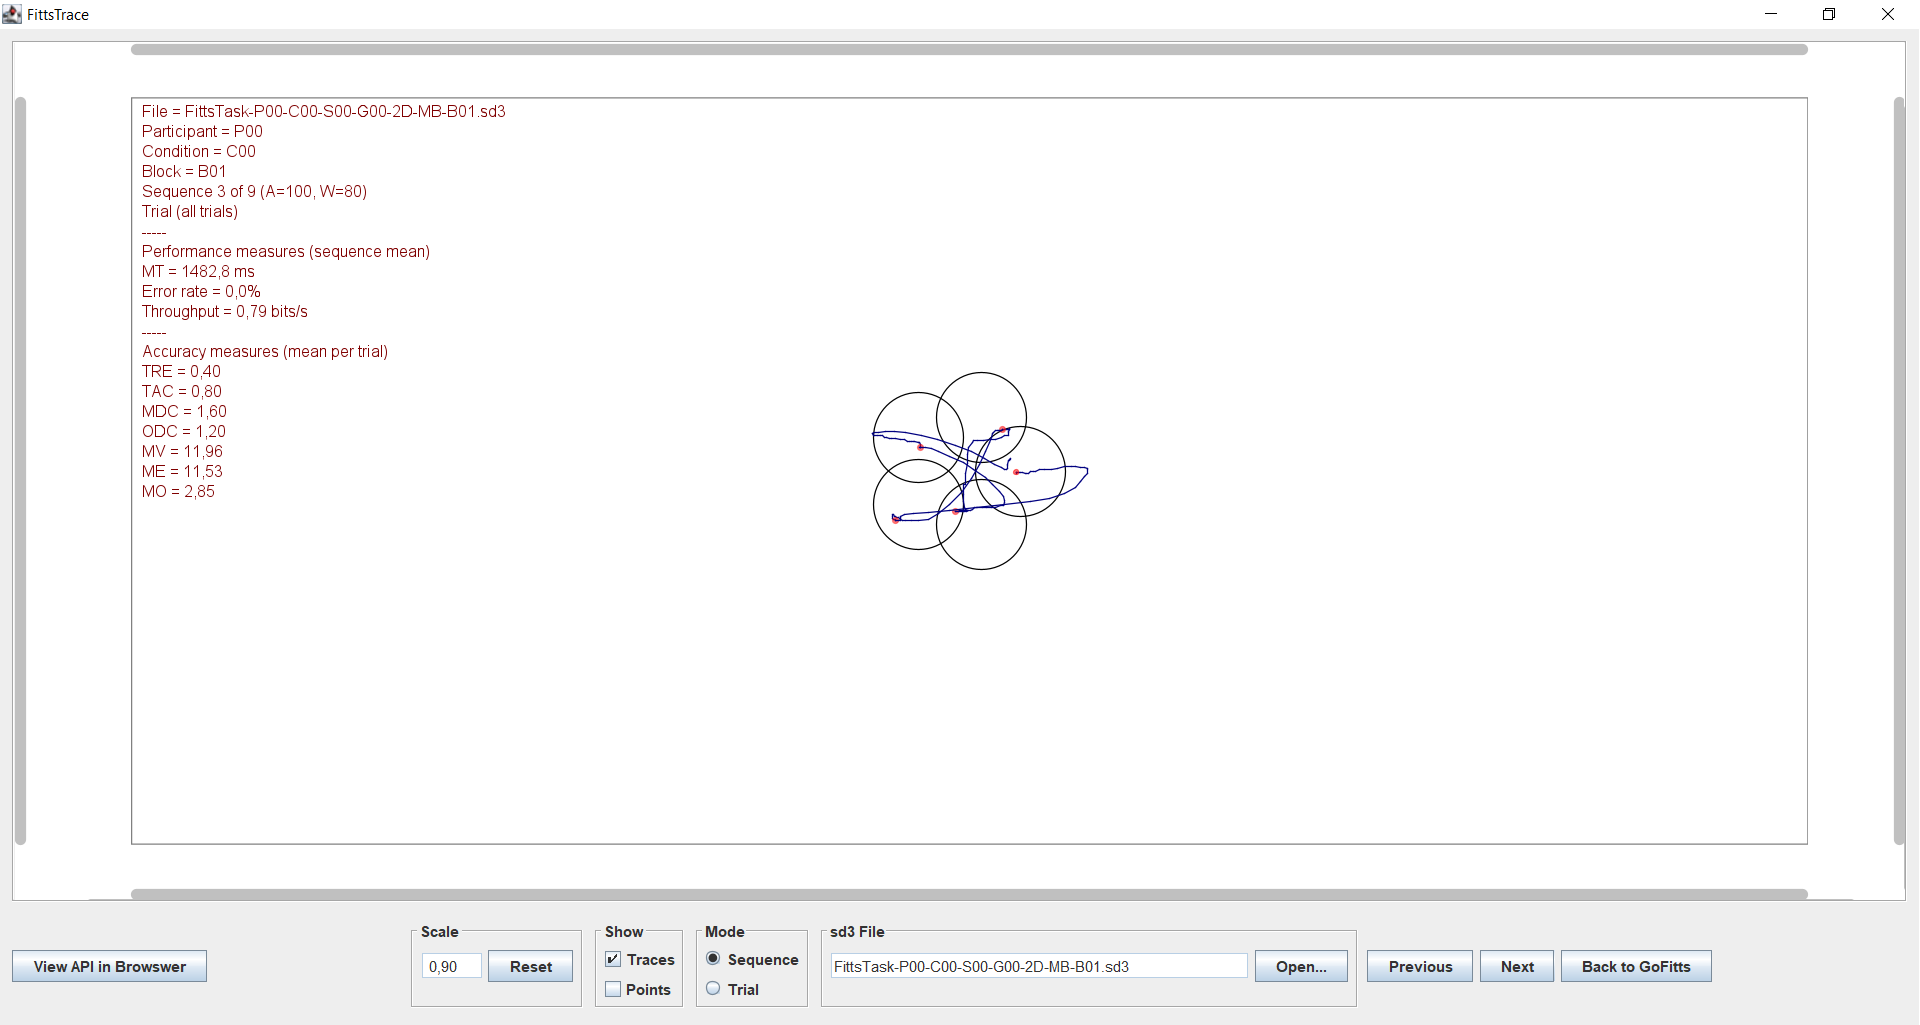 FittsTrace
File = FittsTask-P00-C00-S00-G00-2D-MB-B01.sd3
Participant = P00
Condition = C00
Block = B01
Sequence 3 of 9 (A=100, W=80)
Trial (all trials)
-----
Performance measures (sequence mean)
MT = 1482,8 ms
Error rate = 0,0%
Throughput = 0,79 bits/s
-----
Accuracy measures (mean per trial)
TRE = 0,40
TAC = 0,80
MDC = 1,60
ODC = 1,20
MV = 11,96
ME = 11,53
MO = 2,85
View API in Browswer
Scale
0,90
Reset
Show
Traces
Points
Mode
Sequence
Trial
sd3 File
FittsTask-P00-C00-S00-G00-2D-MB-B01.sd3
Open...
Previous
Next
Back to GoFitts